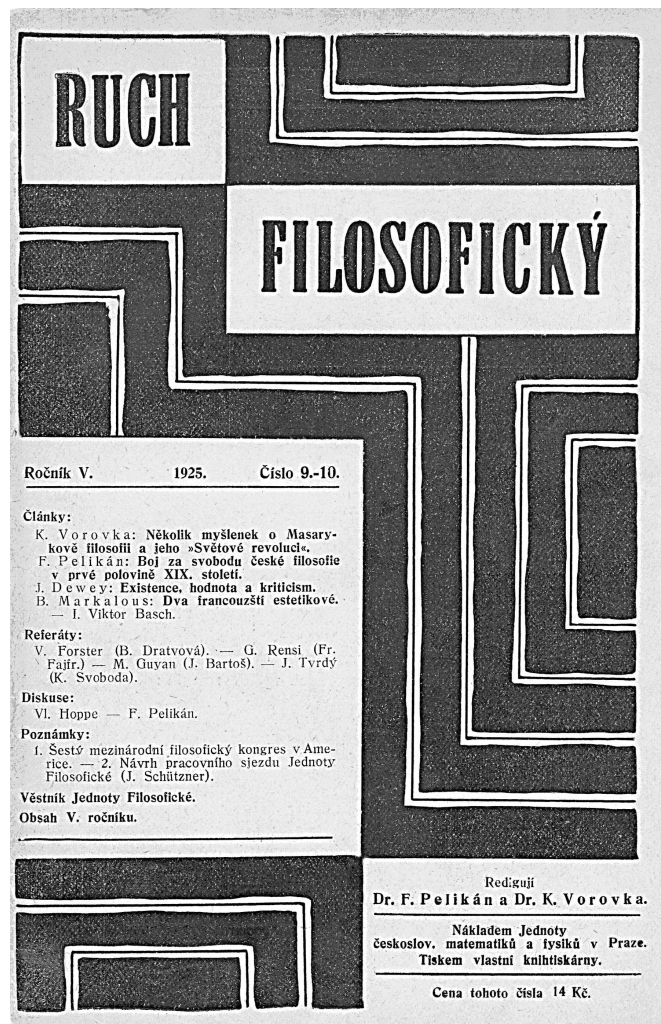 RUCH
FILOSOFICKÝ
Ročník V. 1925. Číslo 9.-10.
Články:
K. Vorovka: Několik myšlenek o Masary-
kově filosofii a jeho »Světové revoluci«.
F. Pelikán: Boj za svobodu české filosofie
v prvé polovině XIX. století.
J. Dewey: Existence, hodnota a kriticism.
B. Markalous: Dva francouzští estetikové.
— I. Viktor Basch.
Referáty:
V. Forster (B. Dratvová). — G. Rensi (Fr.
Fajfr.) — M. Guyan (J. Bartoš). — J. Tvrdý
(K. Svoboda).
Diskuse:
Vl. Hoppe — F. Pelikán.
Poznámky:
1. Šestý mezinárodní filosofický kongres v Ame-
rice. — 2. Návrh pracovního sjezdu Jednoty
Filosofické (J. Schützner).
Věstník Jednoty Filosofické.
Obsah V. ročníku.
Redigují
Dr. F. Pelikán a Dr. K. Vorovka.
Nákladem Jednoty
českoslov. matematiků a fysiků v Praze.
Tiskem vlastní knihtiskárny.
Cena tohoto čísla 14 Kč.